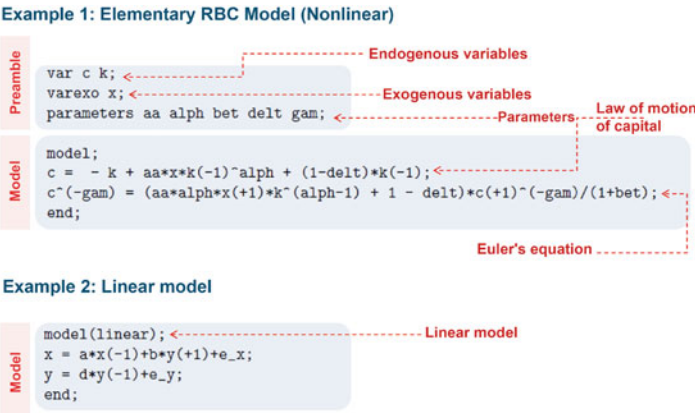 Example 1: Elementary RBC Model (Nonlinear)
Preamble
var c k;
Endogenous variables
varexo x;
Exogenous variables
parameters aa alph bet delt gam;
Parameters
Law of motion
of capital
Model
model;
c =  - k + aa*x*k(-1)^alph + (1-delt)*k(-1);
c^(-gam) = (aa*alph*x(+1)*k^(alph-1) + 1 - delt)*c(+1)^(-gam)/(1+bet);
end;
Euler's equation
Example 2: Linear model
Model
model(linear);
Linear model
x = a*x(-1)+b*y(+1)+e_x;
y = d*y(-1)+e_y;
end;